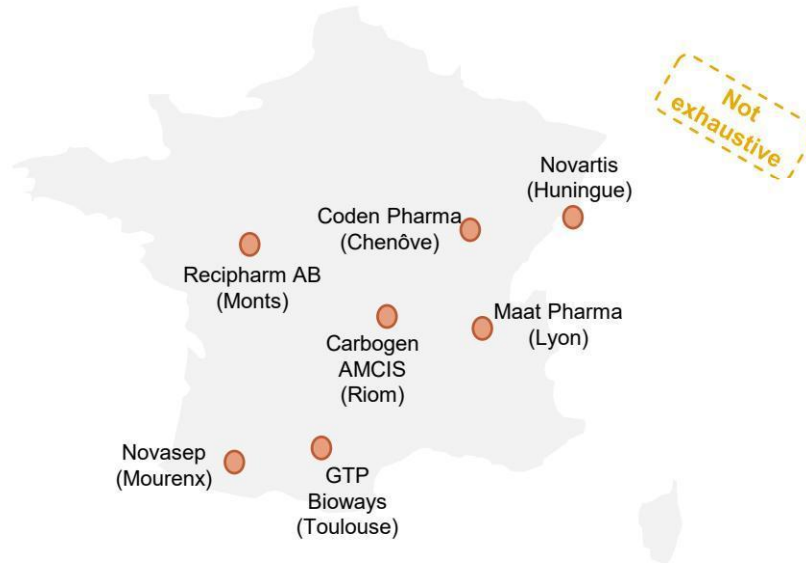 Not
exhaustive
Novartis
(Huningue)
Coden Pharma
(Chenôve)
Recipharm AB
(Monts)
Maat Pharma
(Lyon)
Carbogen
AMCIS
(Riom)
Novasep
(Mourenx)
GTP
Bioways
(Toulouse)